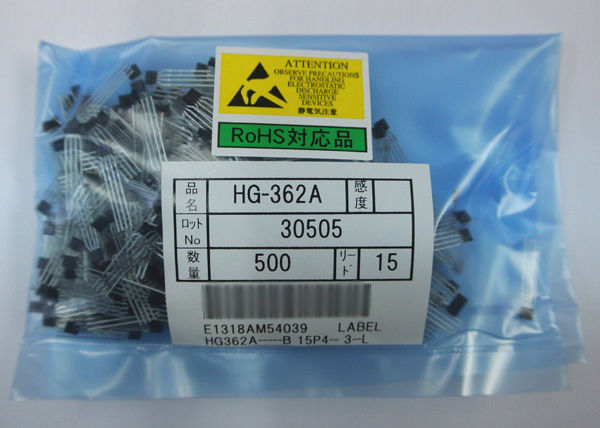 ATTENTION
OBSERVE PRECAUTIONS
FOR HANDLING
ELECTROSTATIC
DISCHARGE
SENSITIVE
DEVICES
静電気注意
RoHS対応品
品名 HG-362A 感度
ロットNo 30505
数量 500 リード 15
E1318AM54039 LABEL
HG362A-----B 15P4-- 3--L